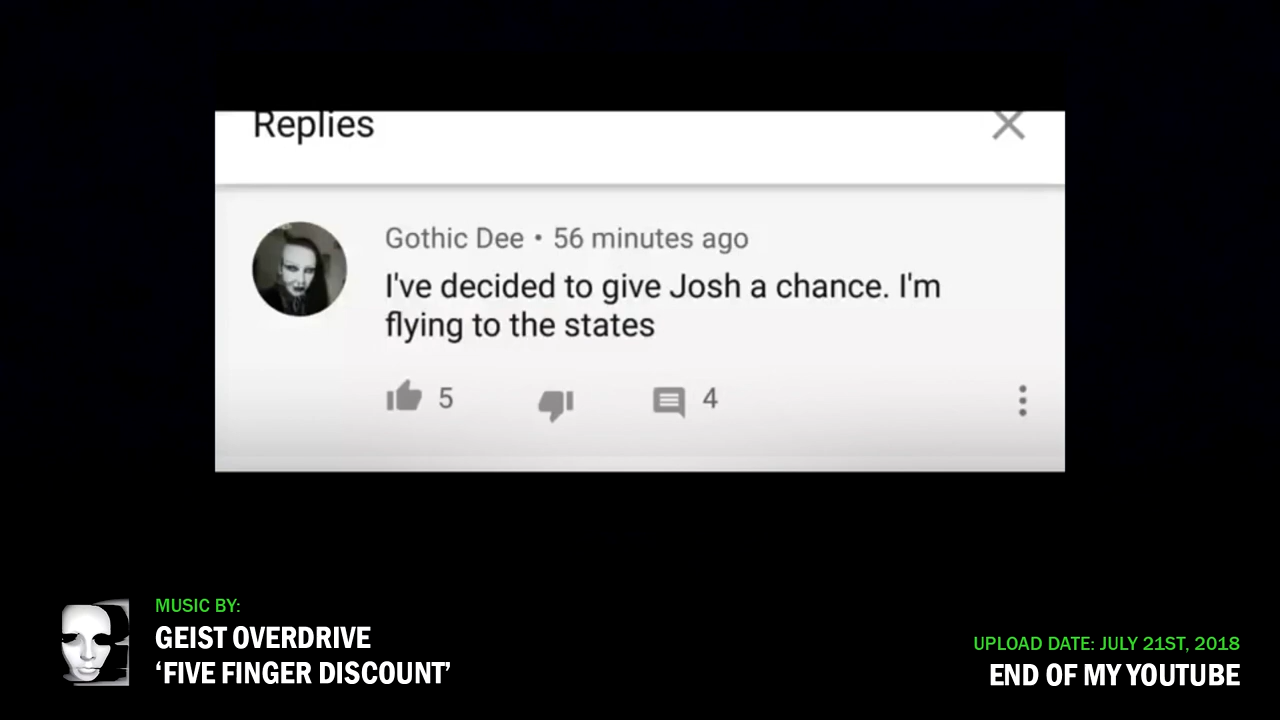 Replies
Gothic Dee • 56 minutes ago
I've decided to give Josh a chance. I'm
flying to the states
5
4
MUSIC BY:
GEIST OVERDRIVE
‘FIVE FINGER DISCOUNT’
UPLOAD DATE: JULY 21ST, 2018
END OF MY YOUTUBE